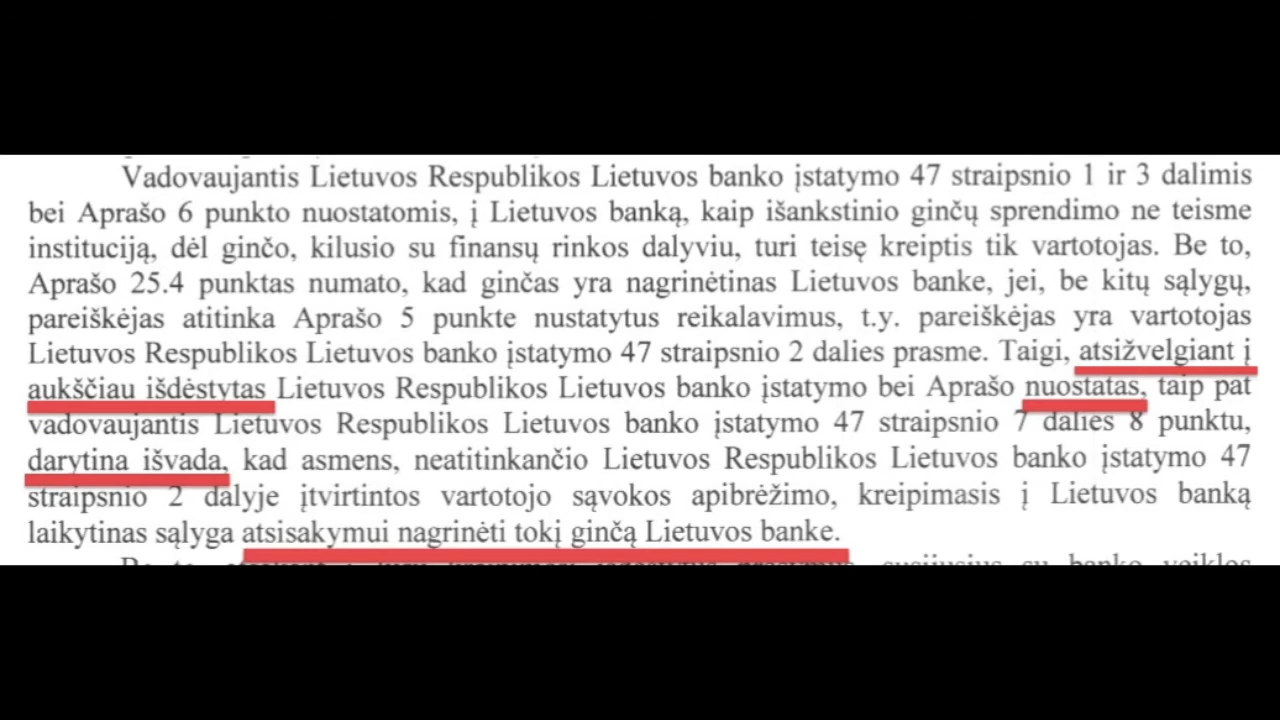 Vadovaujantis Lietuvos Respublikos Lietuvos banko įstatymo 47 straipsnio 1 ir 3 dalimis
bei Aprašo 6 punkto nuostatomis, į Lietuvos banką, kaip išankstinio ginčų sprendimo ne teisme
instituciją, dėl ginčo, kilusio su finansų rinkos dalyviu, turi teisę kreiptis tik vartotojas. Be to,
Aprašo 25.4 punktas numato, kad ginčas yra nagrinėtinas Lietuvos banke, jei, be kitų sąlygų,
pareiškėjas atitinka Aprašo 5 punkte nustatytus reikalavimus, t.y. pareiškėjas yra vartotojas
Lietuvos Respublikos Lietuvos banko įstatymo 47 straipsnio 2 dalies prasme. Taigi, atsižvelgiant į
aukščiau išdėstytas Lietuvos Respublikos Lietuvos banko įstatymo bei Aprašo nuostatas, taip pat
vadovaujantis Lietuvos Respublikos Lietuvos banko įstatymo 47 straipsnio 7 dalies 8 punktu,
darytina išvada, kad asmens, neatitinkančio Lietuvos Respublikos Lietuvos banko įstatymo 47
straipsnio 2 dalyje įtvirtintos vartotojo sąvokos apibrėžimo, kreipimasis į Lietuvos banką
laikytinas sąlyga atsisakymui nagrinėti tokį ginčą Lietuvos banke.
su banko veiklos